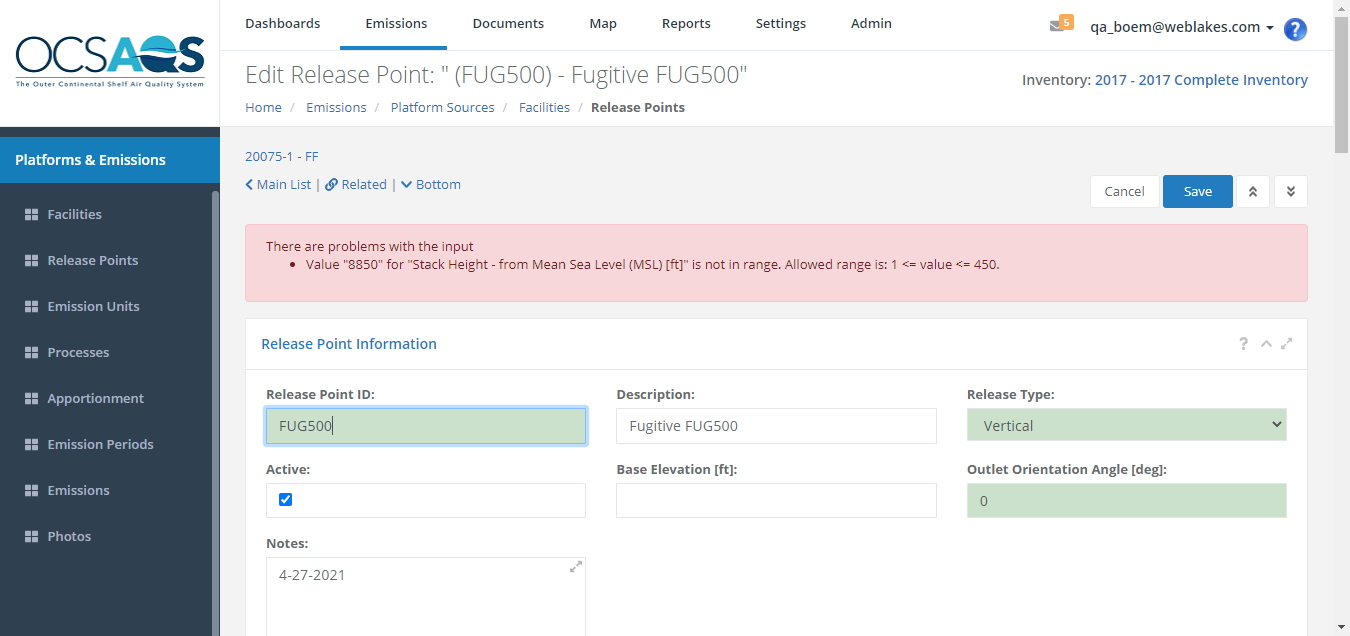 Dashboards Emissions Documents Map Reports Settings Admin 5 qa_boem@weblakes.com ?
OCSAQS
The Outer Continental Shelf Air Quality System
Edit Release Point: " (FUG500) - Fugitive FUG500"
Inventory: 2017 - 2017 Complete Inventory
Home / Emissions / Platform Sources / Facilities / Release Points
Platforms & Emissions
Facilities
Release Points
Emission Units
Processes
Apportionment
Emission Periods
Emissions
Photos
20075-1 - FF
Main List | Related | Bottom
Cancel Save
There are problems with the input
• Value "8850" for "Stack Height - from Mean Sea Level (MSL) [ft]" is not in range. Allowed range is: 1 <= value <= 450.
Release Point Information ?
Release Point ID: Description: Release Type:
FUG500 Fugitive FUG500 Vertical
Active: Base Elevation [ft]: Outlet Orientation Angle [deg]:
0
Notes:
4-27-2021